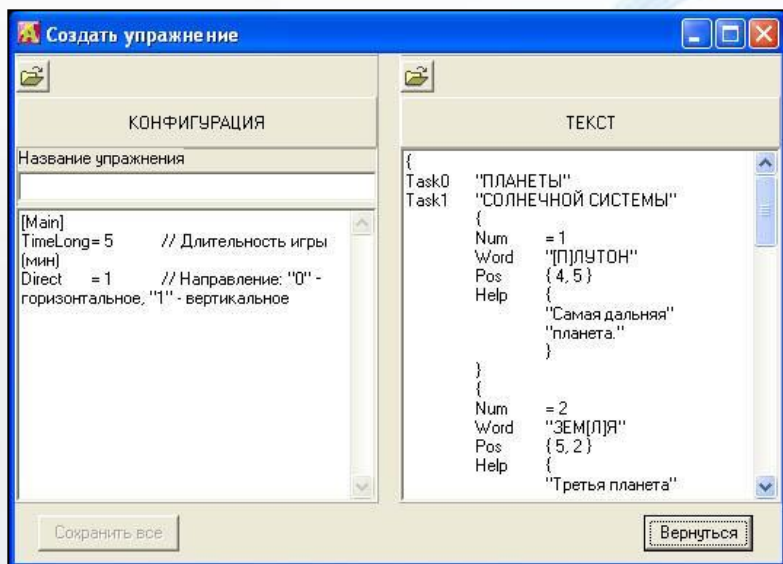 Создать упражнение
КОНФИГУРАЦИЯ
Название упражнения
[Main]
TimeLong= 5 // Длительность игры
(мин)
Direct = 1 // Направление: "0" -
горизонтальное, "1" - вертикальное
Сохранить все
ТЕКСТ
{
Task0 "ПЛАНЕТЫ"
Task1 "СОЛНЕЧНОЙ СИСТЕМЫ"
{
Num = 1
Word "[П]ЛУТОН"
Pos { 4, 5 }
Help {
"Самая дальняя"
"планета."
}
}
{
Num = 2
Word "ЗЕМ[Л]Я"
Pos { 5, 2 }
Help {
"Третья планета"
Вернуться